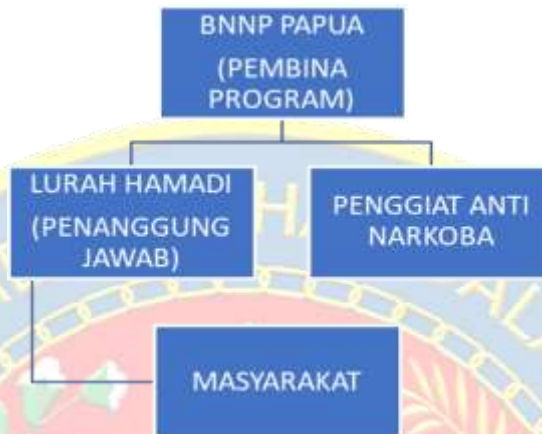 BNNP PAPUA
(PEMBINA
PROGRAM)
LURAH HAMADI
(PENANGGUNG
JAWAB)
PENGGIAT ANTI
NARKOBA
MASYARAKAT